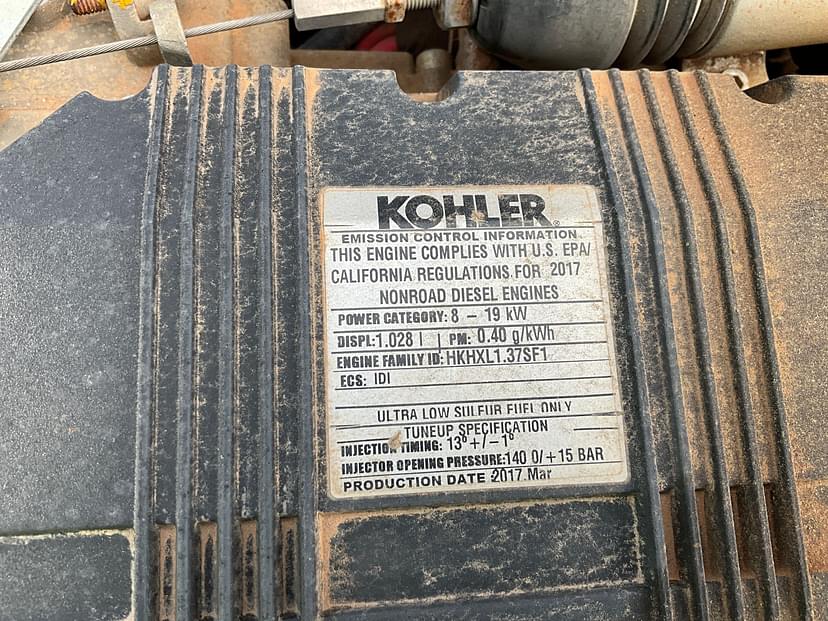 KOHLER®
EMISSION CONTROL INFORMATION
THIS ENGINE COMPLIES WITH U.S. EPA/
CALIFORNIA REGULATIONS FOR 2017
NONROAD DIESEL ENGINES
POWER CATEGORY: 8 – 19 kW
DISPL: 1.028 l | PM: 0.40 g/kWh
ENGINE FAMILY ID: HKHXL1.37SF1
ECS: IDI
ULTRA LOW SULFUR FUEL ONLY
TUNEUP SPECIFICATION
INJECTION TIMING: 13° +/– 1°
INJECTOR OPENING PRESSURE: 140 0/+15 BAR
PRODUCTION DATE : 2017 Mar